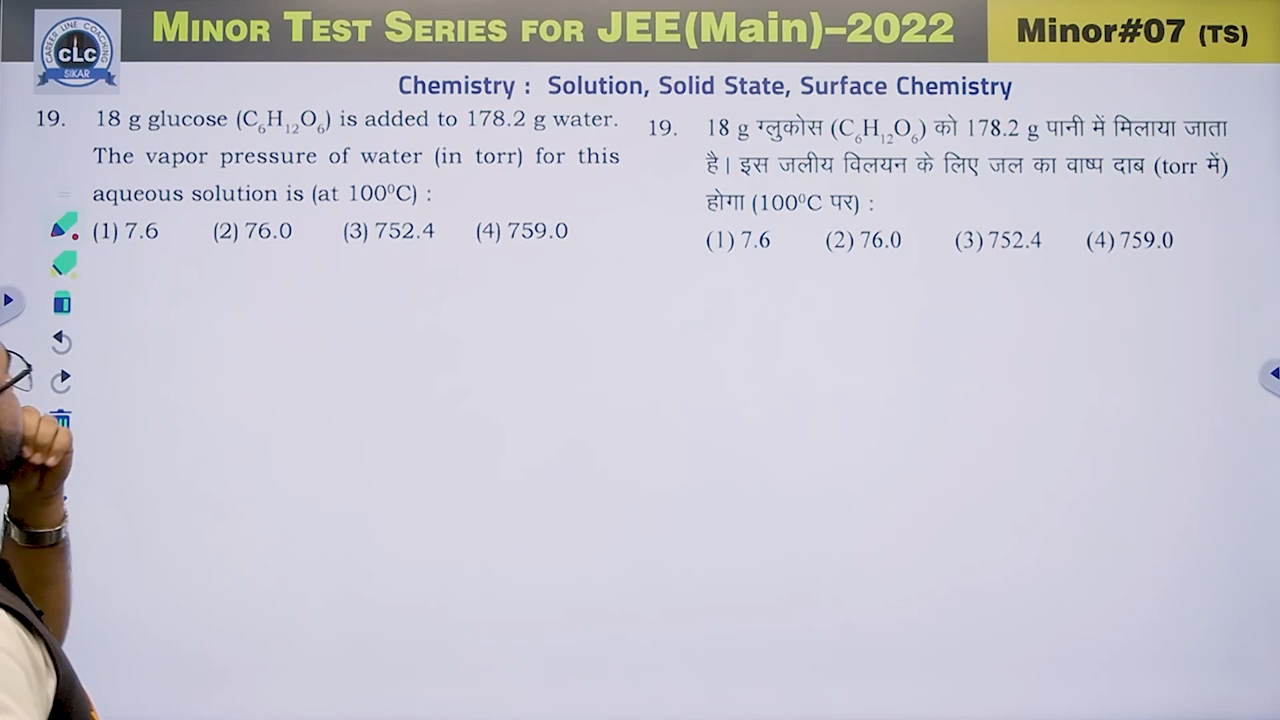 CAREER LINE COACHING
CLC
SIKAR
MINOR TEST SERIES FOR JEE(Main)–2022
Minor#07 (TS)
Chemistry : Solution, Solid State, Surface Chemistry
19. 18 g glucose (C₆H₁₂O₆) is added to 178.2 g water.
The vapor pressure of water (in torr) for this
aqueous solution is (at 100⁰C) :
(1) 7.6 (2) 76.0 (3) 752.4 (4) 759.0
19. 18 g ग्लुकोस (C₆H₁₂O₆) को 178.2 g पानी में मिलाया जाता
है। इस जलीय विलयन के लिए जल का वाष्प दाब (torr में)
होगा (100⁰C पर) :
(1) 7.6 (2) 76.0 (3) 752.4 (4) 759.0